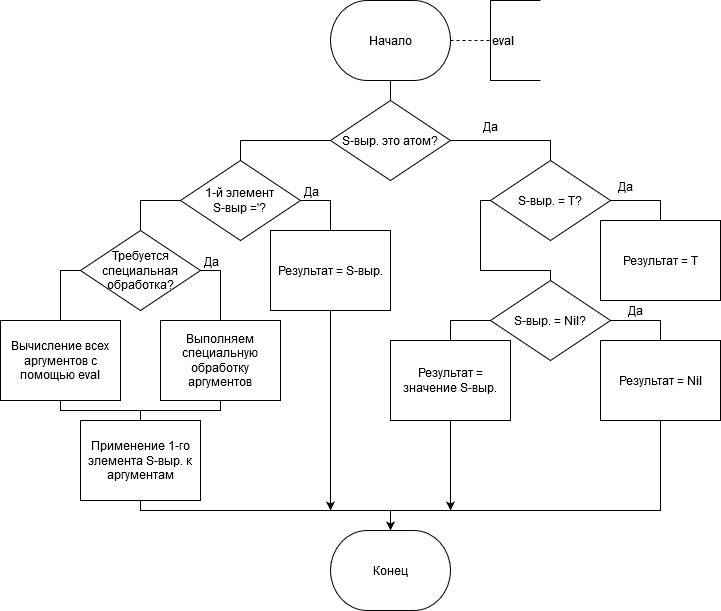 Начало
eval
S-выр. это атом?
Да
1-й элемент
S-выр ='?
Да
S-выр. = T?
Да
Требуется
специальная
обработка?
Да
Результат = S-выр.
Результат = T
S-выр. = Nil?
Да
Вычисление всех
аргументов с
помощью eval
Выполняем
специальную
обработку
аргументов
Результат =
значение S-выр.
Результат = Nil
Применение 1-го
элемента S-выр. к
аргументам
Конец